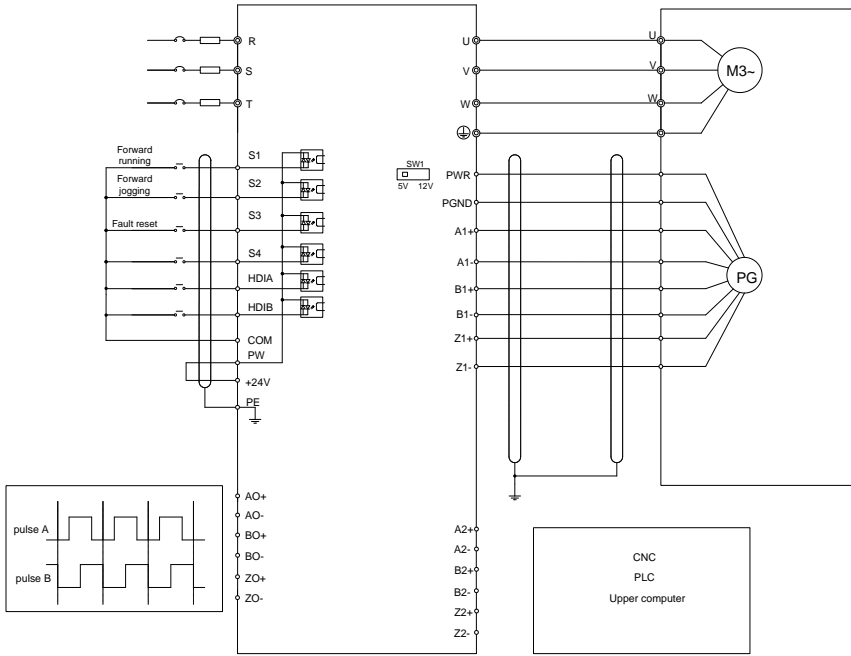 R
S
T
Forward
running
Forward
jogging
Fault reset
S1
S2
S3
S4
HDIA
HDIB
COM
PW
+24V
PE
SW1
5V 12V
U
V
W
PWR
PGND
A1+
A1-
B1+
B1-
Z1+
Z1-
U
V
W
M3~
PG
AO+
AO-
BO+
BO-
ZO+
ZO-
pulse A
pulse B
A2+
A2-
B2+
B2-
Z2+
Z2-
CNC
PLC
Upper computer